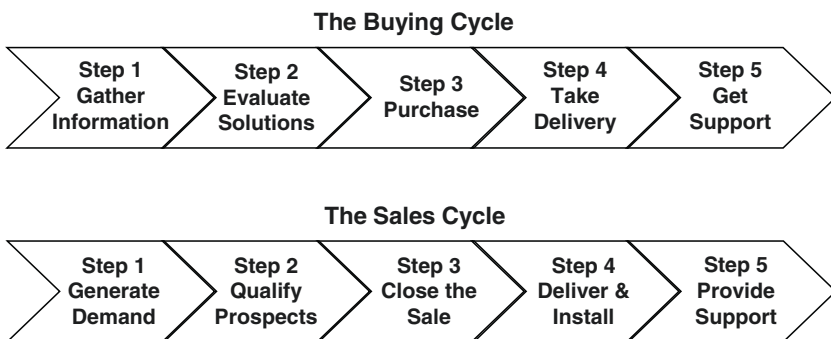 The Buying Cycle
Step 1
Gather
Information
Step 2
Evaluate
Solutions
Step 3
Purchase
Step 4
Take
Delivery
Step 5
Get
Support
The Sales Cycle
Step 1
Generate
Demand
Step 2
Qualify
Prospects
Step 3
Close the
Sale
Step 4
Deliver &
Install
Step 5
Provide
Support